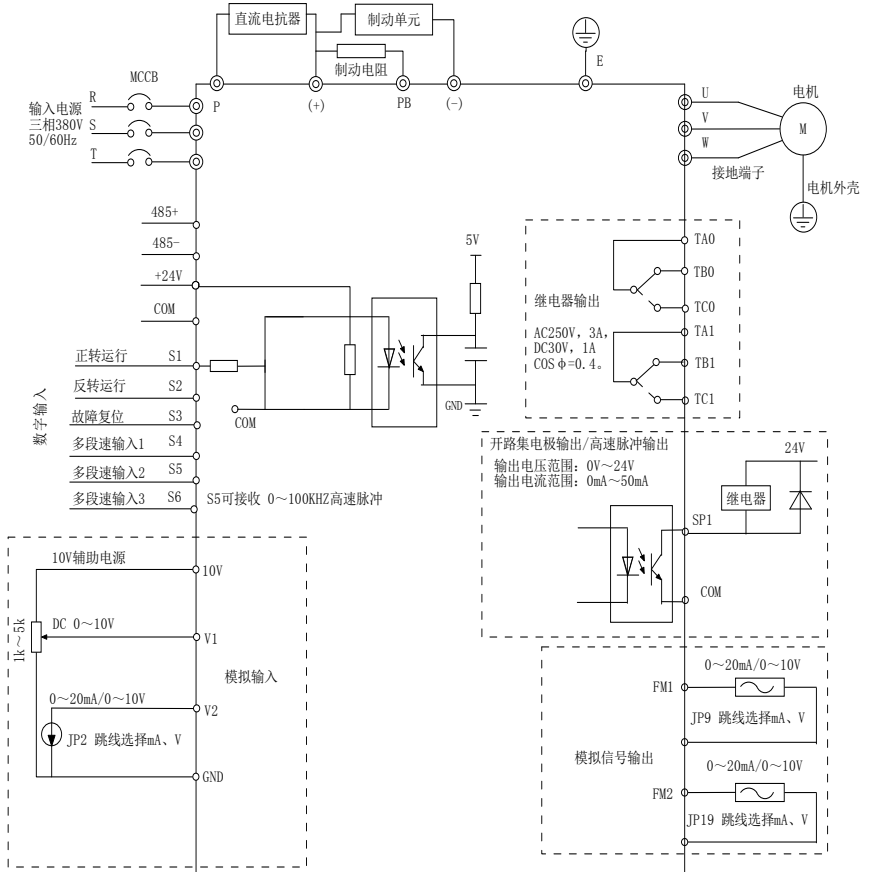 直流电抗器
制动单元
制动电阻
MCCB
P
(+)
PB
(-)
E
R
输入电源
三相380V
50/60Hz
S
T
U
V
W
电机
M
接地端子
电机外壳
485+
485-
+24V
COM
5V
GND
COM
数字输入
正转运行 S1
反转运行 S2
故障复位 S3
多段速输入1 S4
多段速输入2 S5
多段速输入3 S6
S5可接收 0～100KHZ高速脉冲
TA0
TB0
TC0
继电器输出
AC250V，3A，
DC30V，1A
COSφ=0.4。
TA1
TB1
TC1
开路集电极输出/高速脉冲输出
输出电压范围：0V～24V
输出电流范围：0mA～50mA
24V
继电器
SP1
COM
10V辅助电源
10V
1k～5k
DC 0～10V
V1
模拟输入
0～20mA/0～10V
V2
JP2 跳线选择mA、V
GND
0～20mA/0～10V
FM1
JP9 跳线选择mA、V
模拟信号输出
0～20mA/0～10V
FM2
JP19 跳线选择mA、V